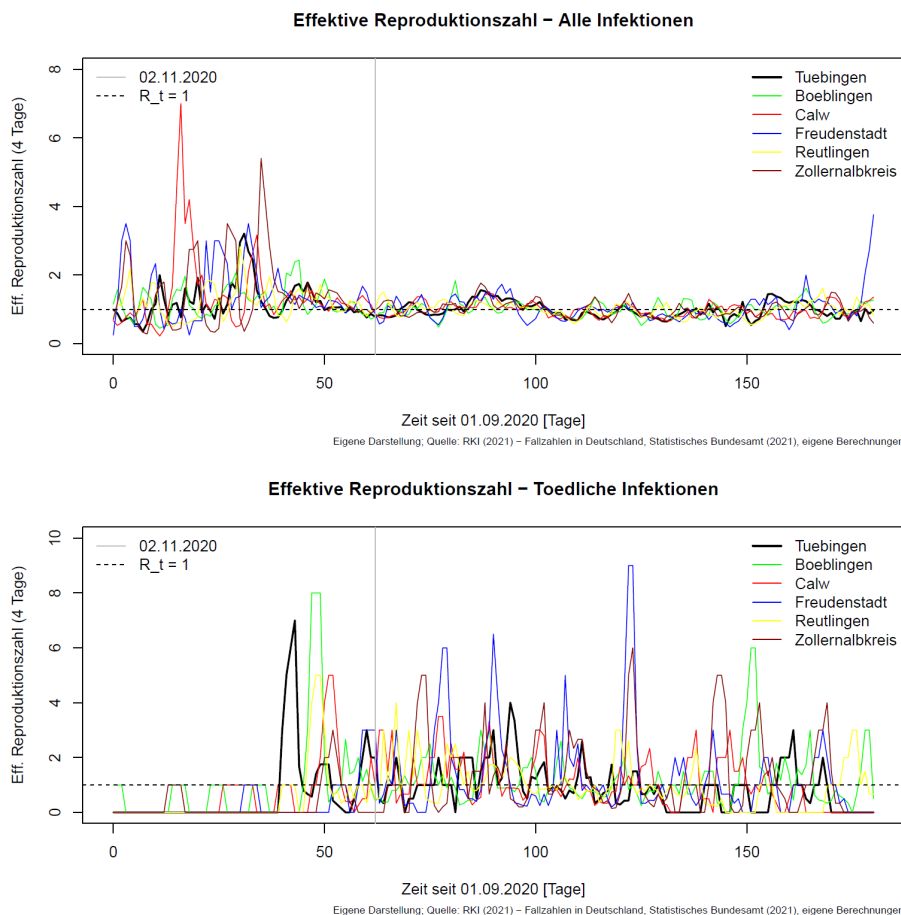 Effektive Reproduktionszahl − Alle Infektionen
Eff. Reproduktionszahl (4 Tage)
8
6
4
2
0
02.11.2020
R_t = 1
Tuebingen
Boeblingen
Calw
Freudenstadt
Reutlingen
Zollernalbkreis
0 50 100 150
Zeit seit 01.09.2020 [Tage]
Eigene Darstellung; Quelle: RKI (2021) − Fallzahlen in Deutschland, Statistisches Bundesamt (2021), eigene Berechnungen
Effektive Reproduktionszahl − Toedliche Infektionen
Eff. Reproduktionszahl (4 Tage)
10
8
6
4
2
0
02.11.2020
R_t = 1
Tuebingen
Boeblingen
Calw
Freudenstadt
Reutlingen
Zollernalbkreis
0 50 100 150
Zeit seit 01.09.2020 [Tage]
Eigene Darstellung; Quelle: RKI (2021) − Fallzahlen in Deutschland, Statistisches Bundesamt (2021), eigene Berechnungen